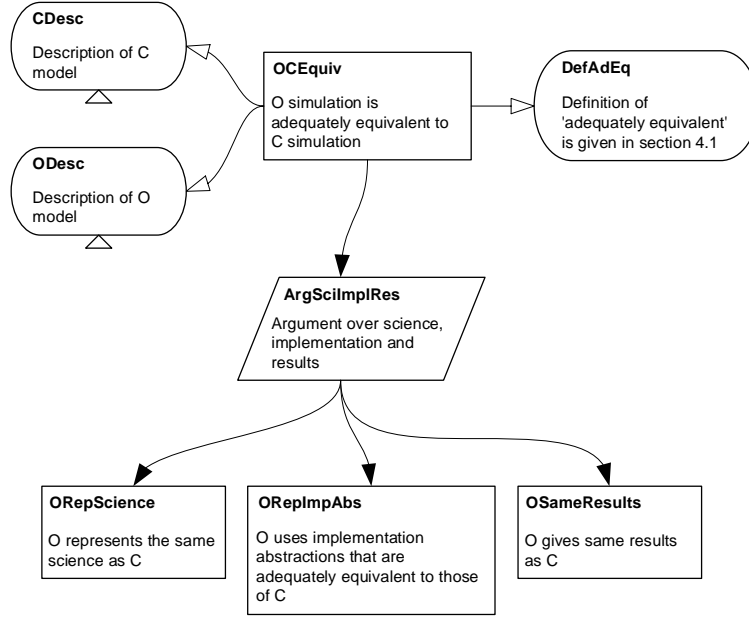 CDesc
Description of C
model
OCEquiv
O simulation is
adequately equivalent to
C simulation
DefAdEq
Definition of
'adequately equivalent'
is given in section 4.1
ODesc
Description of O
model
ArgSciImplRes
Argument over science,
implementation and
results
ORepScience
O represents the same
science as C
ORepImpAbs
O uses implementation
abstractions that are
adequately equivalent to those
of C
OSameResults
O gives same results
as C